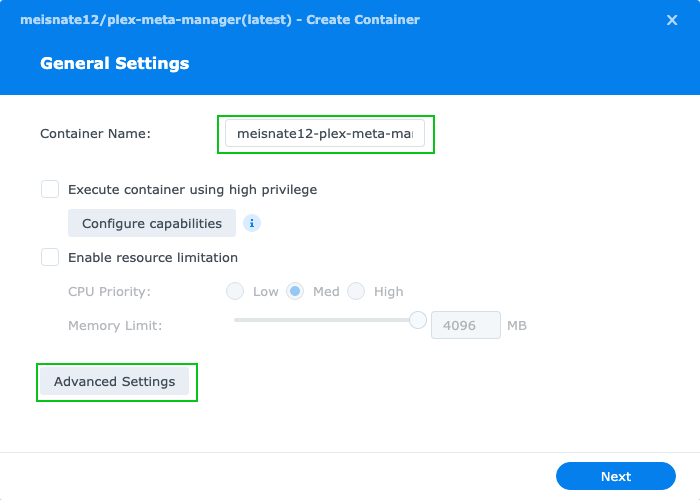 meisnate12/plex-meta-manager(latest) - Create Container
General Settings
Container Name: meisnate12-plex-meta-ma
Execute container using high privilege
Configure capabilities i
Enable resource limitation
CPU Priority: Low Med High
Memory Limit: 4096 MB
Advanced Settings
Next